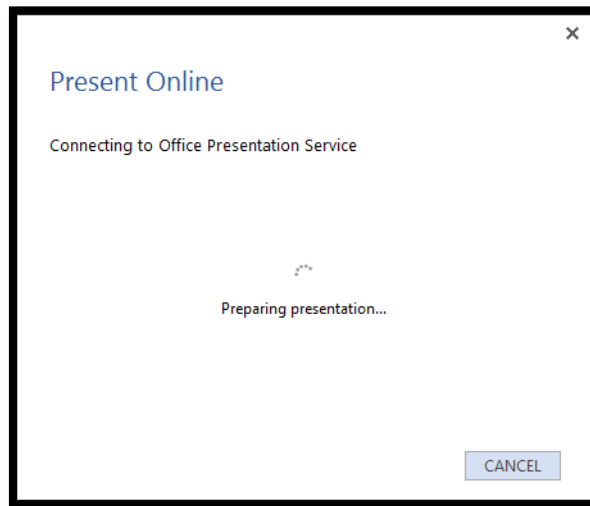 Present Online
Connecting to Office Presentation Service
Preparing presentation...
CANCEL